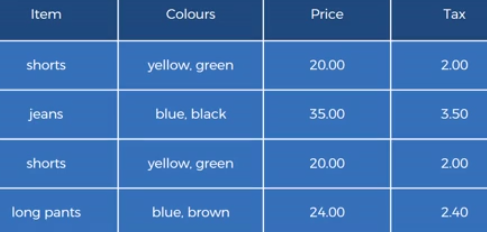 Item Colours Price Tax
shorts yellow, green 20.00 2.00
jeans blue, black 35.00 3.50
shorts yellow, green 20.00 2.00
long pants blue, brown 24.00 2.40